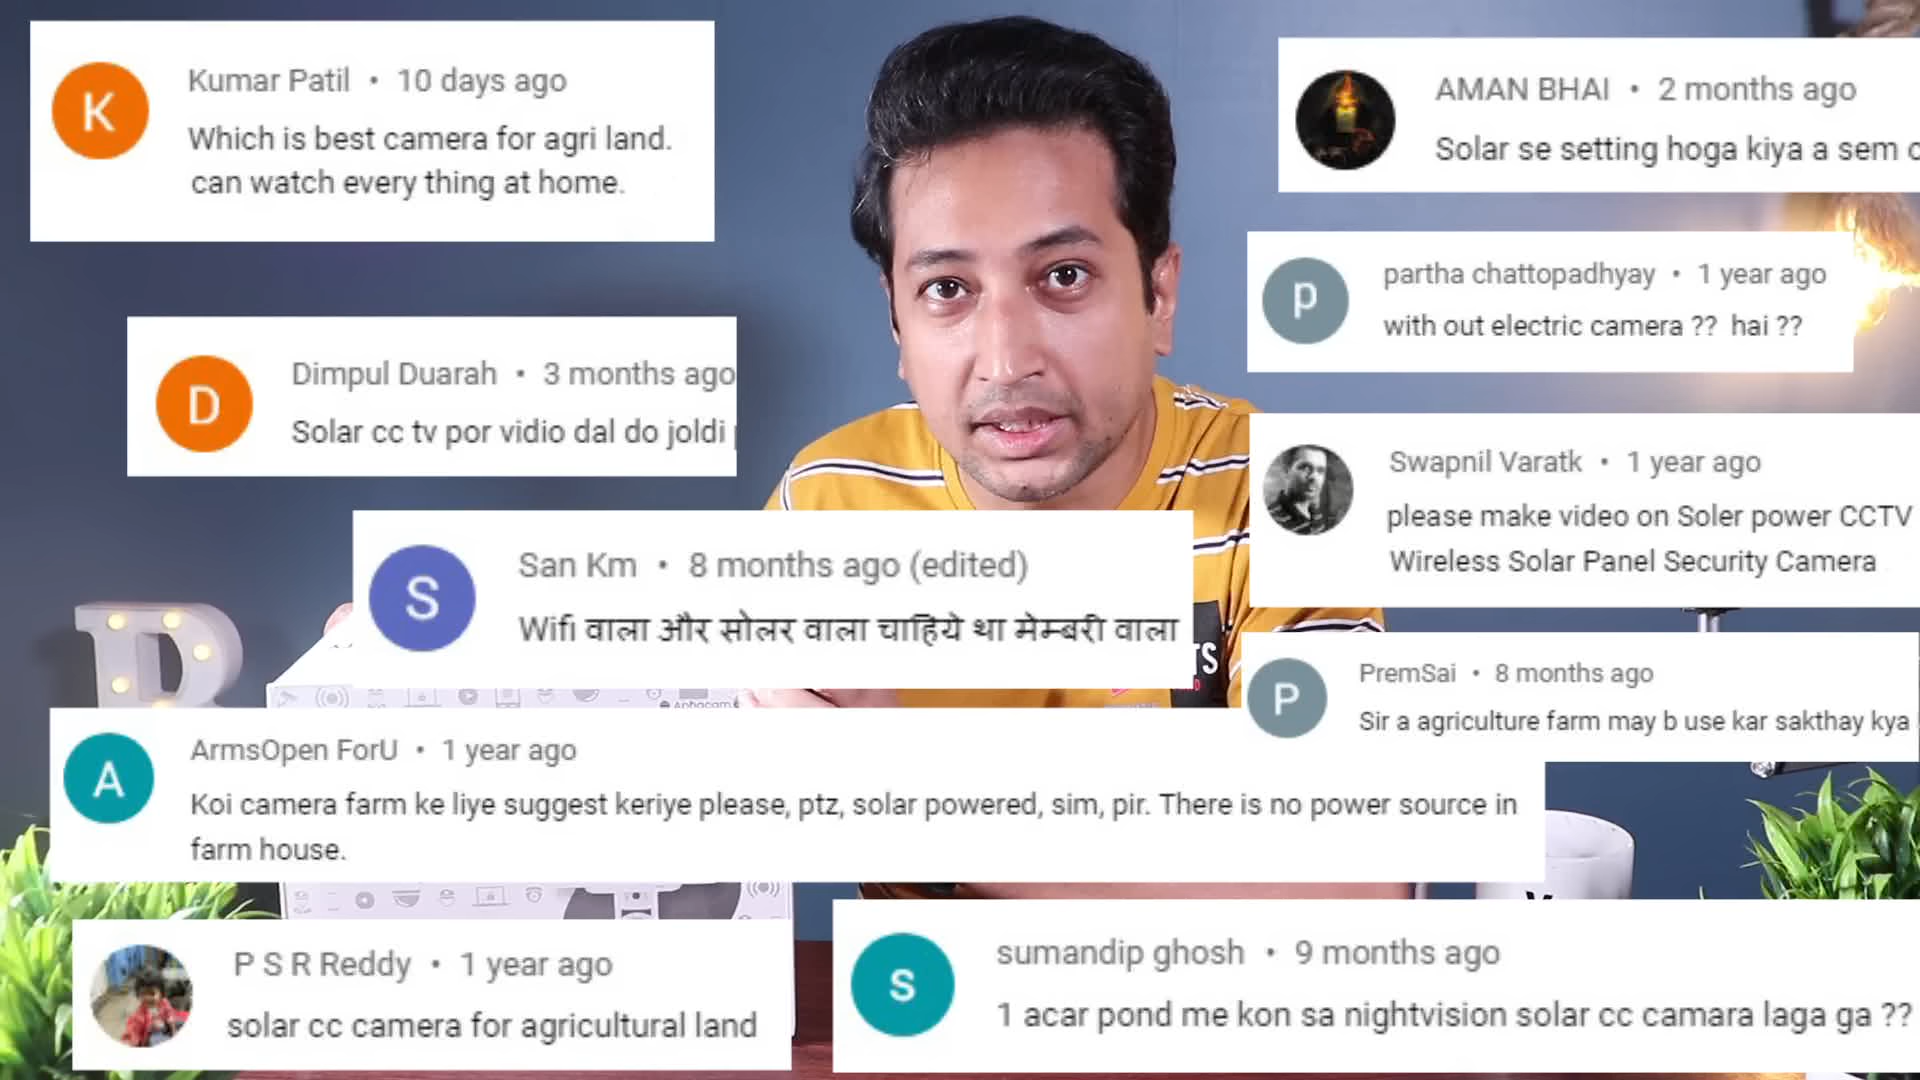 K
Kumar Patil • 10 days ago
Which is best camera for agri land.
can watch every thing at home.
AMAN BHAI • 2 months ago
Solar se setting hoga kiya a sem
p
partha chattopadhyay • 1 year ago
with out electric camera ?? hai ??
D
Dimpul Duarah • 3 months ago
Solar cc tv por vidio dal do joldi
Swapnil Varatk • 1 year ago
please make video on Soler power CCTV
Wireless Solar Panel Security Camera
S
San Km • 8 months ago (edited)
Wifi वाला और सोलर वाला चाहिये था मेम्बरी वाला
P
PremSai • 8 months ago
Sir a agriculture farm may b use kar sakthay kya
A
ArmsOpen ForU • 1 year ago
Koi camera farm ke liye suggest keriye please, ptz, solar powered, sim, pir. There is no power source in
farm house.
P S R Reddy • 1 year ago
solar cc camera for agricultural land
s
sumandip ghosh • 9 months ago
1 acar pond me kon sa nightvision solar cc camara laga ga ??